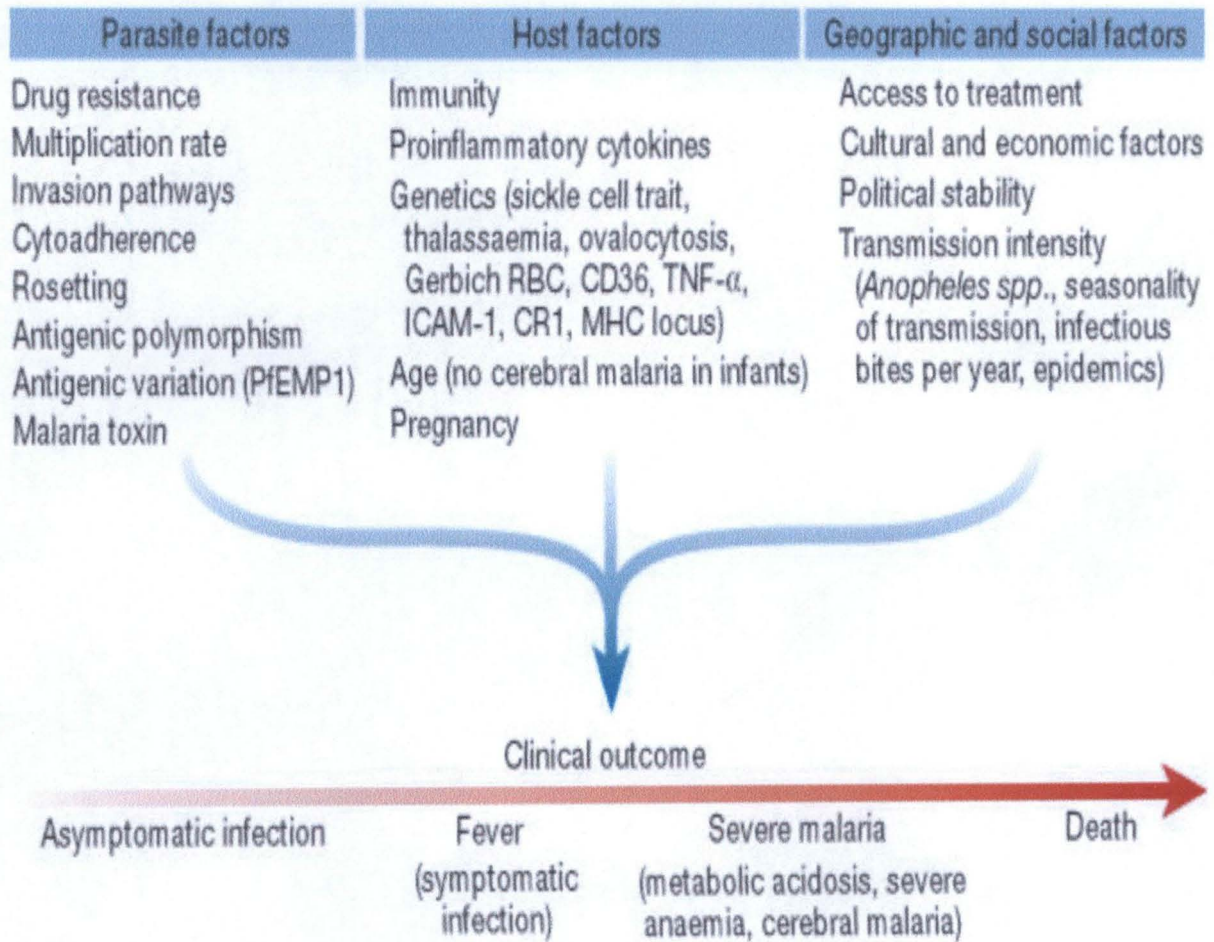 Parasite factors
Drug resistance
Multiplication rate
Invasion pathways
Cytoadherence
Rosetting
Antigenic polymorphism
Antigenic variation (PfEMP1)
Malaria toxin
Host factors
Immunity
Proinflammatory cytokines
Genetics (sickle cell trait,
thalassaemia, ovalocytosis,
Gerbich RBC, CD36, TNF-α,
ICAM-1, CR1, MHC locus)
Age (no cerebral malaria in infants)
Pregnancy
Geographic and social factors
Access to treatment
Cultural and economic factors
Political stability
Transmission intensity
(Anopheles spp., seasonality
of transmission, infectious
bites per year, epidemics)
Clinical outcome
Asymptomatic infection
Fever
(symptomatic
infection)
Severe malaria
(metabolic acidosis, severe
anaemia, cerebral malaria)
Death